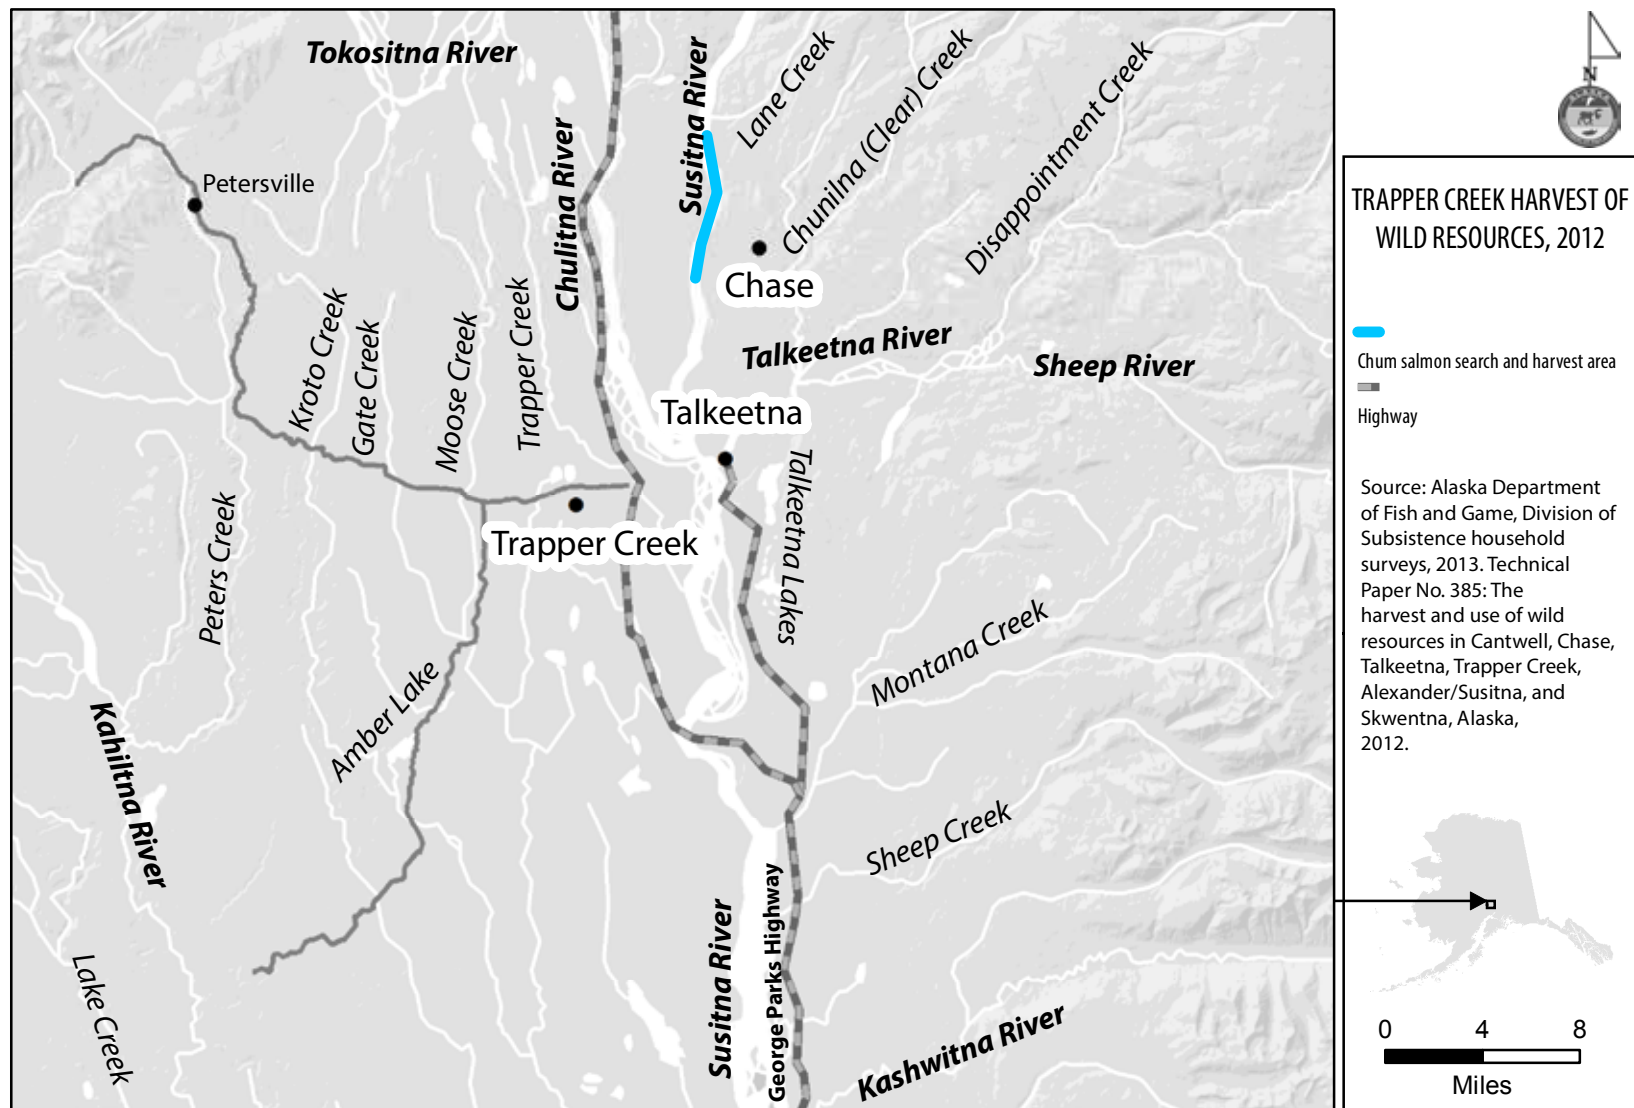 Tokositna River
Susitna River
Lane Creek
Chunilna (Clear) Creek
Disappointment Creek
Petersville
Chulitna River
Chase
Kroto Creek
Gate Creek
Moose Creek
Trapper Creek
Talkeetna River
Sheep River
Talkeetna
Talkeetna Lakes
Trapper Creek
Peters Creek
Montana Creek
Amber Lake
Kahiltna River
Sheep Creek
Lake Creek
Susitna River
George Parks Highway
Kashwitna River
N
TRAPPER CREEK HARVEST OF
WILD RESOURCES, 2012
Chum salmon search and harvest area
Highway
Source: Alaska Department
of Fish and Game, Division of
Subsistence household
surveys, 2013. Technical
Paper No. 385: The
harvest and use of wild
resources in Cantwell, Chase,
Talkeetna, Trapper Creek,
Alexander/Susitna, and
Skwentna, Alaska,
2012.
0 4 8
Miles